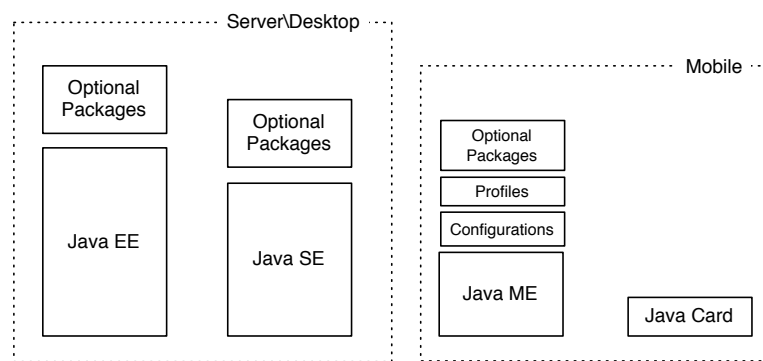 Server\Desktop
Optional
Packages
Java EE
Optional
Packages
Java SE
Mobile
Optional
Packages
Profiles
Configurations
Java ME
Java Card